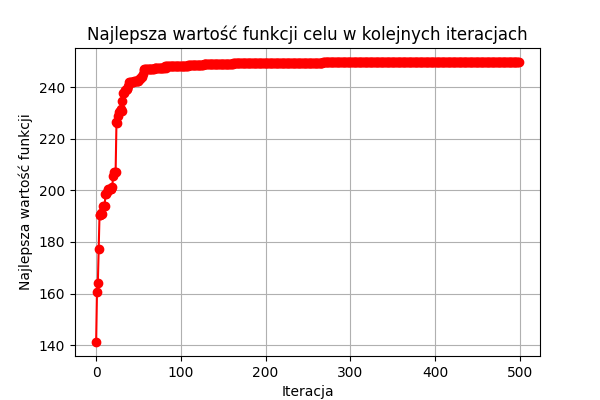 Najlepsza wartość funkcji celu w kolejnych iteracjach
Najlepsza wartość funkcji
240
220
200
180
160
140
0 100 200 300 400 500
Iteracja